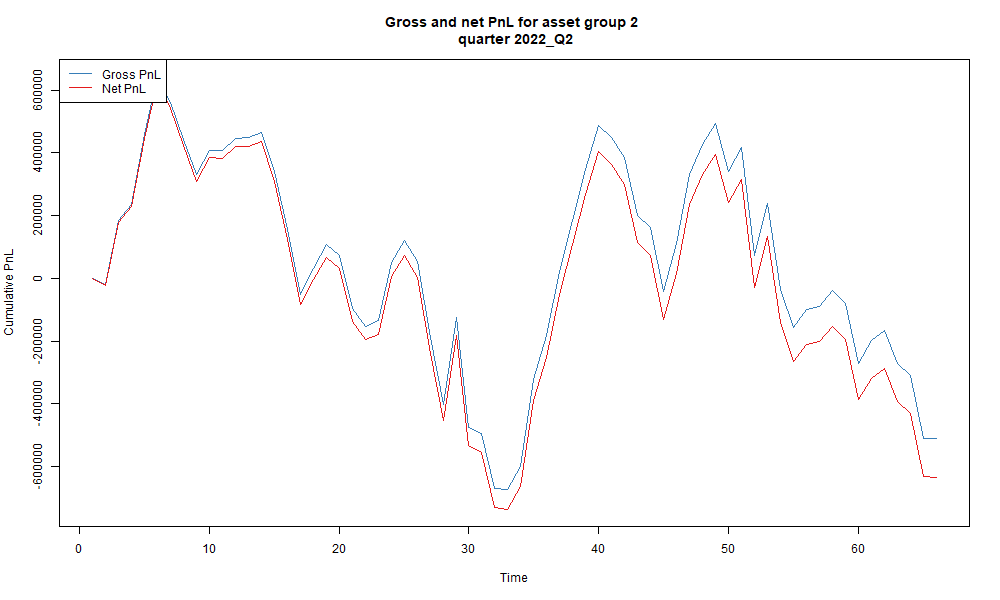 Gross and net PnL for asset group 2
quarter 2022_Q2
Gross PnL
Net PnL
Cumulative PnL
600000
400000
200000
0
-200000
-400000
-600000
0 10 20 30 40 50 60
Time